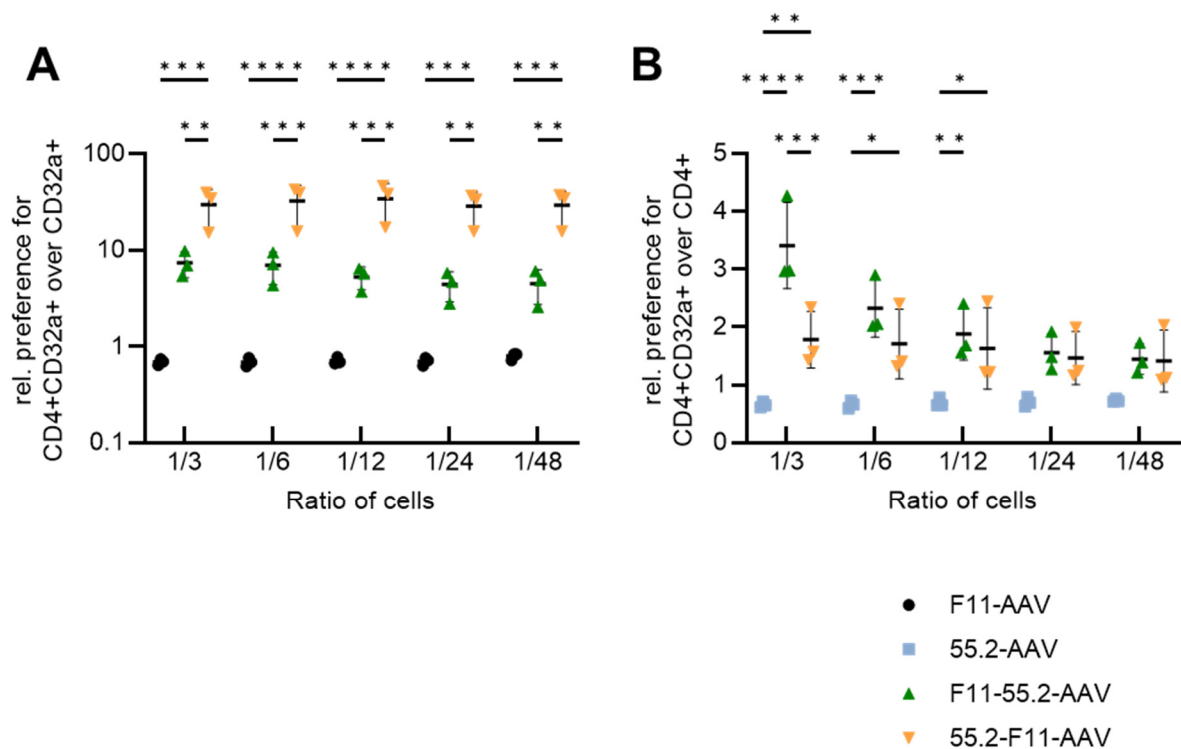 A
*** **** **** *** ***
** *** *** ** **
rel. preference for
CD4+CD32a+ over CD32a+
100
10
1
0.1
1/3 1/6 1/12 1/24 1/48
Ratio of cells
B
**
**** *** *
*** * **
rel. preference for
CD4+CD32a+ over CD4+
5
4
3
2
1
0
1/3 1/6 1/12 1/24 1/48
Ratio of cells
F11-AAV
55.2-AAV
F11-55.2-AAV
55.2-F11-AAV